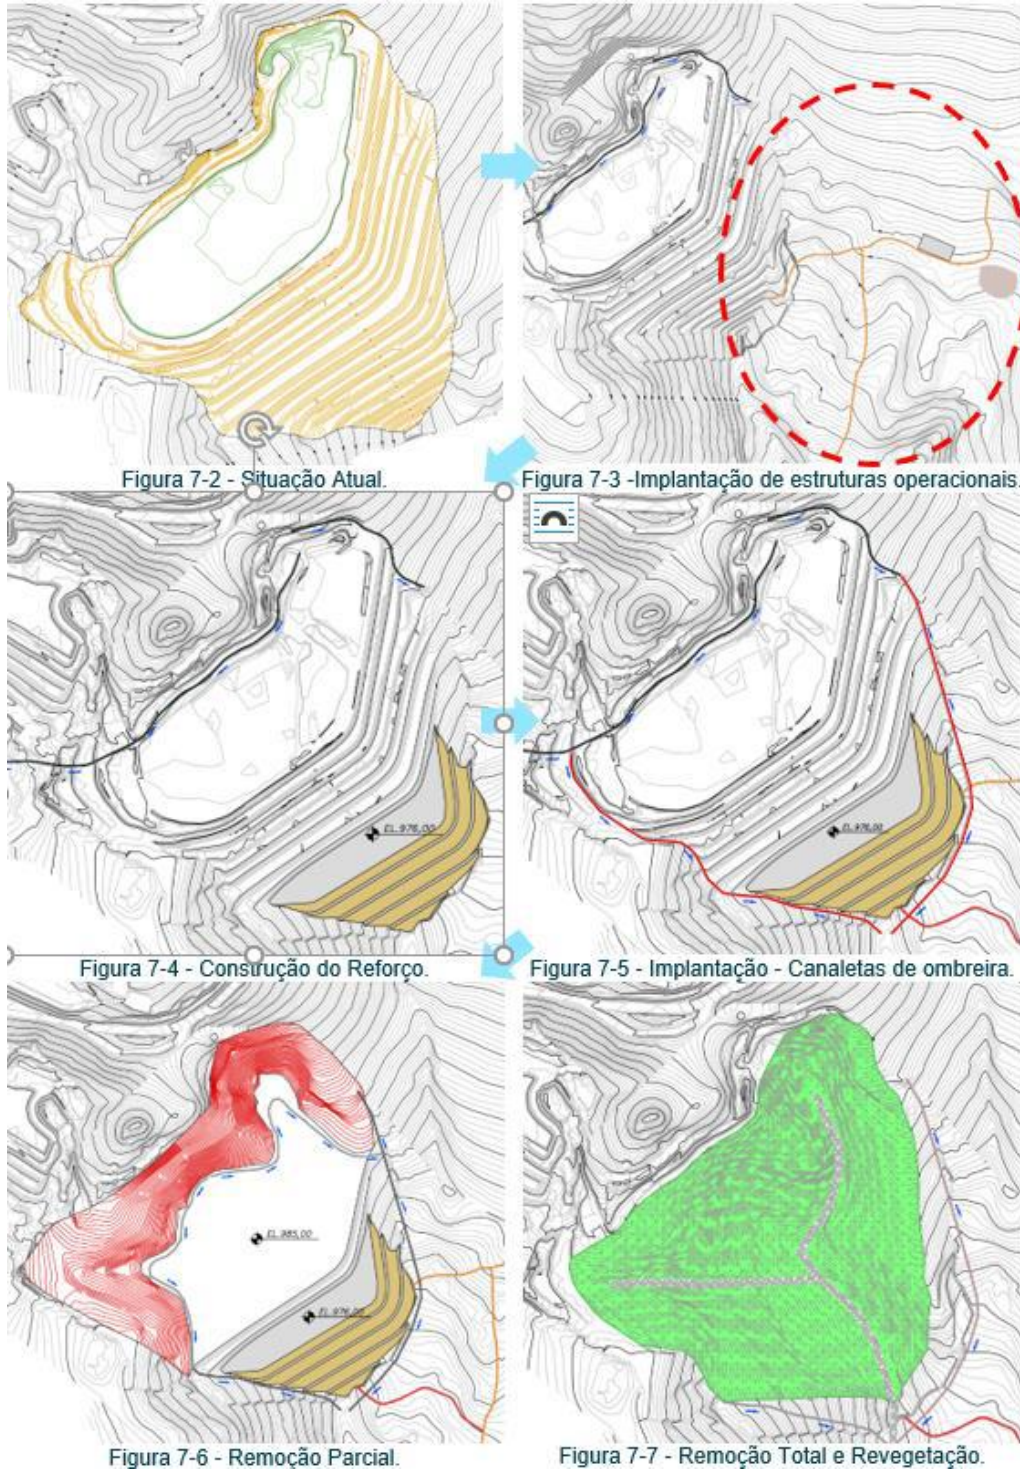 Figura 7-2 - Situação Atual.
Figura 7-3 -Implantação de estruturas operacionais.
EL.976,00
EL.976,00
Figura 7-4 - Construção do Reforço.
Figura 7-5 - Implantação - Canaletas de ombreira.
EL.985,00
EL.976,00
Figura 7-6 - Remoção Parcial.
Figura 7-7 - Remoção Total e Revegetação.